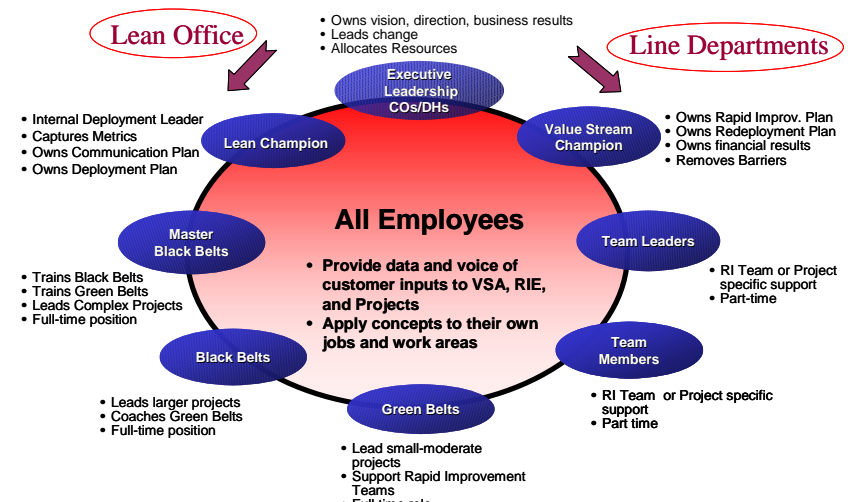 Lean Office
• Owns vision, direction, business results
• Leads change
• Allocates Resources
Line Departments
Executive
Leadership
COs/DHs
• Internal Deployment Leader
• Captures Metrics
• Owns Communication Plan
• Owns Deployment Plan
Lean Champion
Value Stream
Champion
• Owns Rapid Improv. Plan
• Owns Redeployment Plan
• Owns financial results
• Removes Barriers
All Employees
• Provide data and voice of
customer inputs to VSA, RIE,
and Projects
• Apply concepts to their own
jobs and work areas
Master
Black Belts
• Trains Black Belts
• Trains Green Belts
• Leads Complex Projects
• Full-time position
Team Leaders
• RI Team or Project
specific support
• Part-time
Black Belts
• Leads larger projects
• Coaches Green Belts
• Full-time position
Team
Members
• RI Team or Project specific
support
• Part time
Green Belts
• Lead small-moderate
projects
• Support Rapid Improvement
Teams